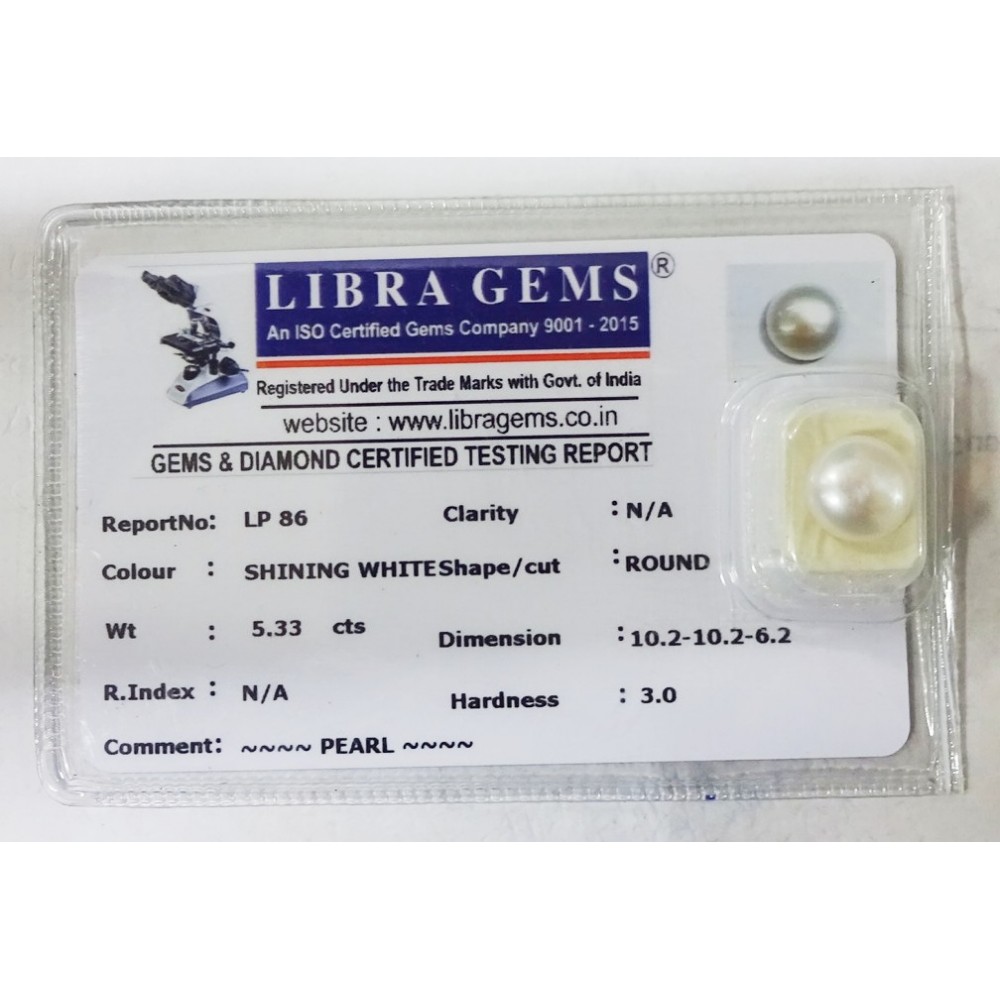 LIBRA GEMS ®
An ISO Certified Gems Company 9001 - 2015
Registered Under the Trade Marks with Govt. of India
website : www.libragems.co.in
GEMS & DIAMOND CERTIFIED TESTING REPORT
ReportNo: LP 86 Clarity : N/A
Colour : SHINING WHITE Shape/cut : ROUND
Wt : 5.33 cts Dimension : 10.2-10.2-6.2
R.Index : N/A Hardness : 3.0
Comment: ~~~~ PEARL ~~~~